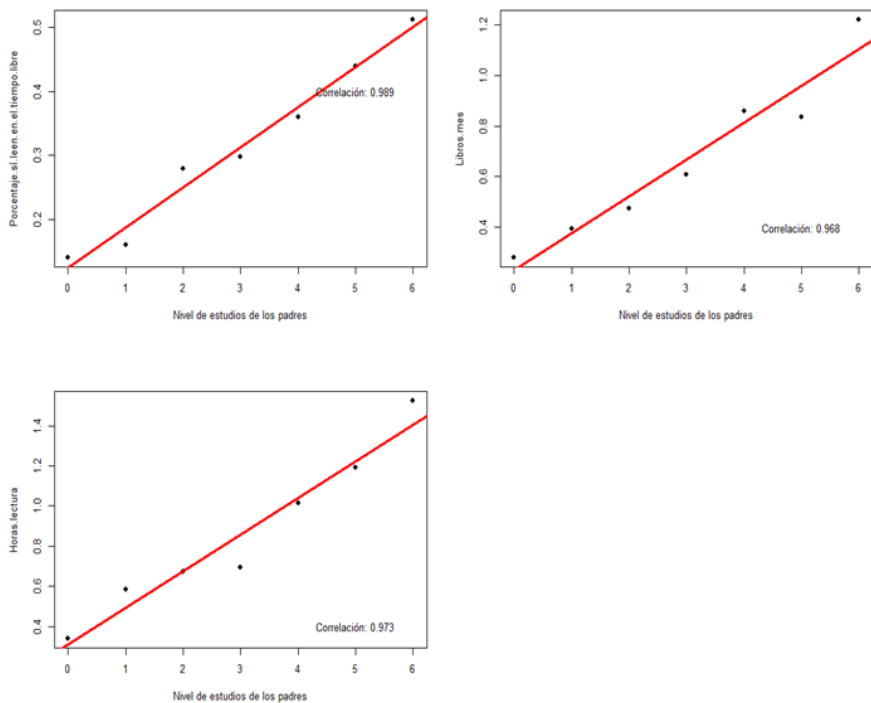 Porcentaje.sí.leen.en.el.tiempo.libre
0.5
0.4
0.3
0.2
Correlación: 0.989
0 1 2 3 4 5 6
Nivel de estudios de los padres
Libros.mes
1.2
1.0
0.8
0.6
0.4
Correlación: 0.968
0 1 2 3 4 5 6
Nivel de estudios de los padres
Horas.lectura
1.4
1.2
1.0
0.8
0.6
0.4
Correlación: 0.973
0 1 2 3 4 5 6
Nivel de estudios de los padres